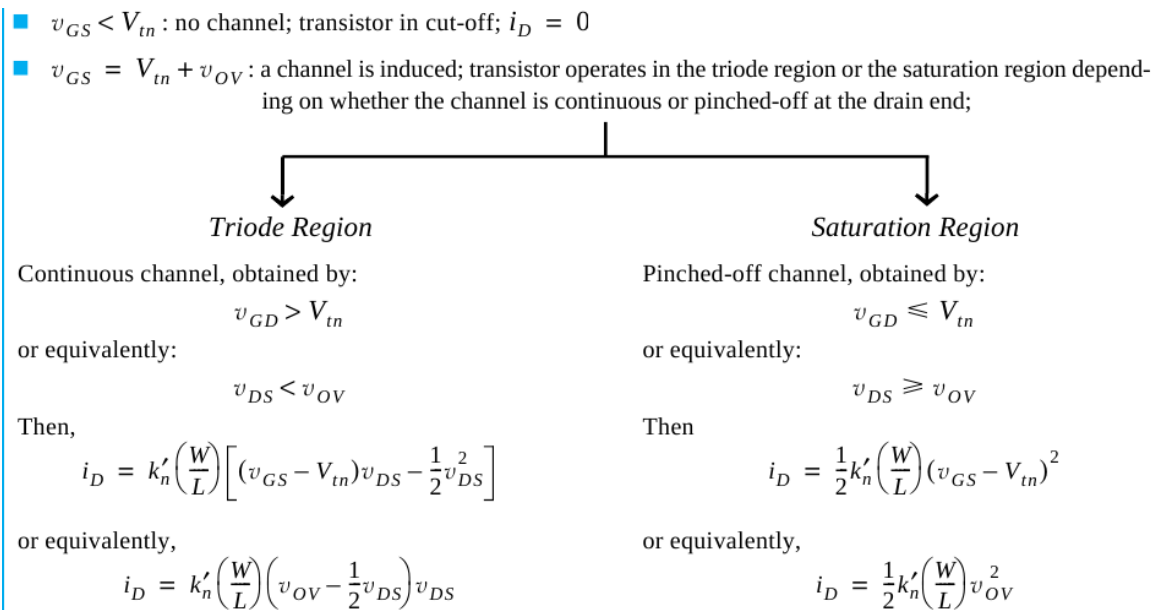 ■ v_GS < V_tn : no channel; transistor in cut-off; i_D = 0
■ v_GS = V_tn + v_OV : a channel is induced; transistor operates in the triode region or the saturation region depend-
ing on whether the channel is continuous or pinched-off at the drain end;
Triode Region
Continuous channel, obtained by:
v_GD > V_tn
or equivalently:
v_DS < v_OV
Then,
i_D = k′_n (W/L) [(v_GS – V_tn)v_DS – 1/2 v²_DS]
or equivalently,
i_D = k′_n (W/L) (v_OV – 1/2 v_DS) v_DS
Saturation Region
Pinched-off channel, obtained by:
v_GD ⩽ V_tn
or equivalently:
v_DS ⩾ v_OV
Then
i_D = 1/2 k′_n (W/L) (v_GS – V_tn)²
or equivalently,
i_D = 1/2 k′_n (W/L) v²_OV